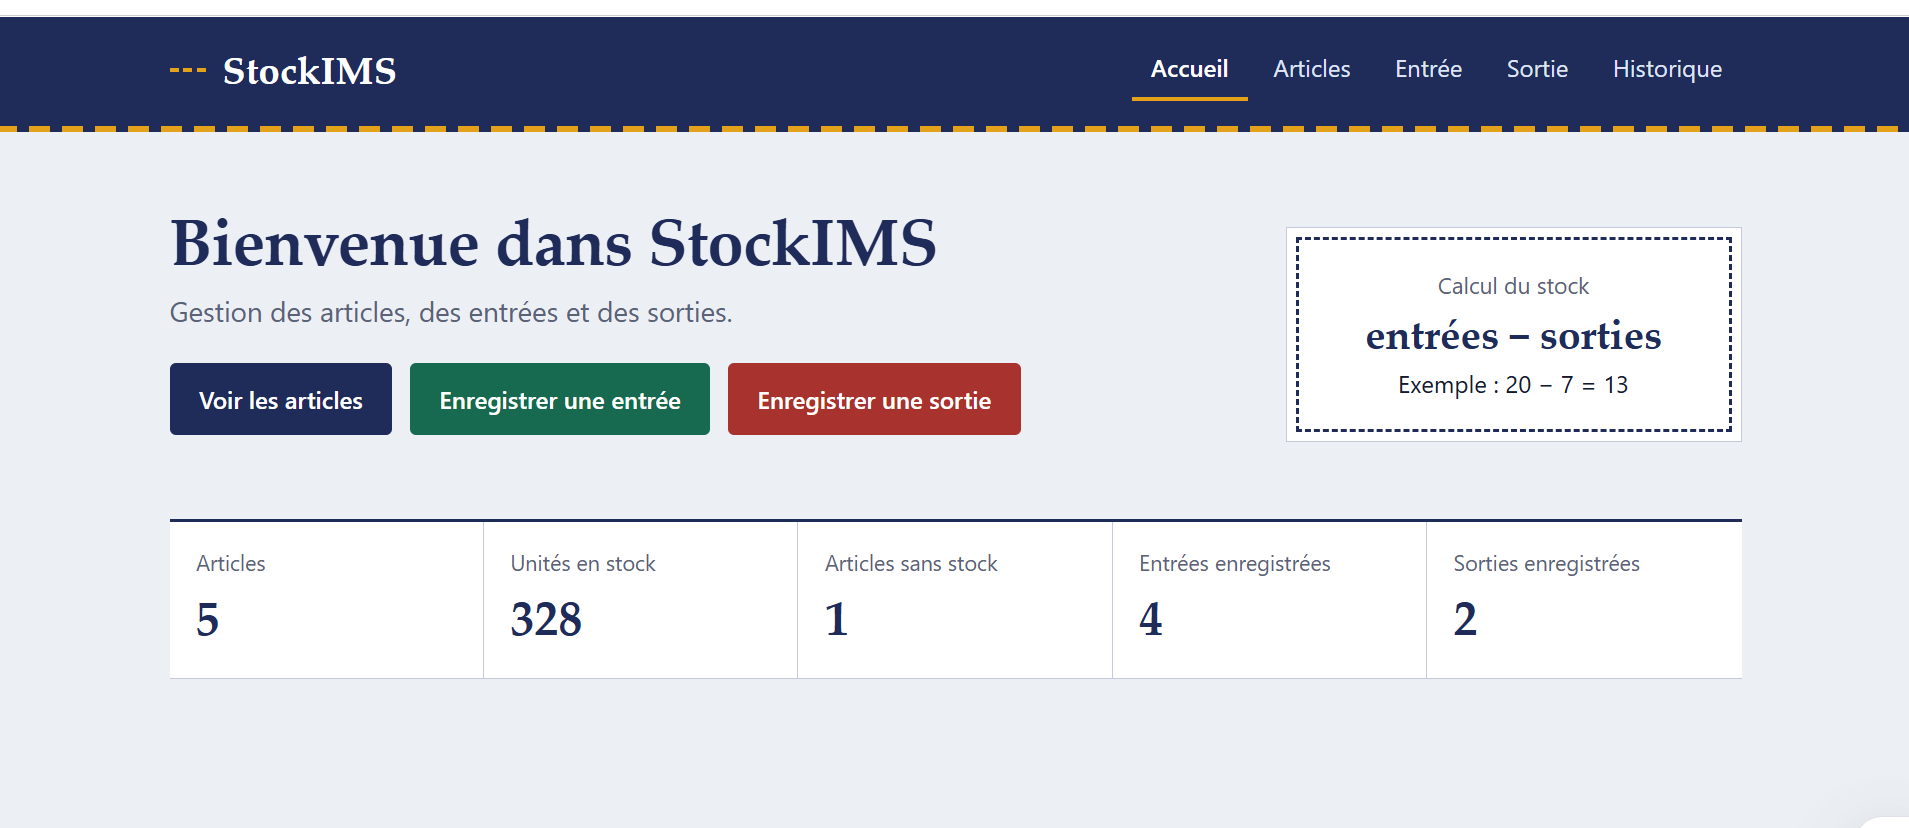 StockIMS
Accueil Articles Entrée Sortie Historique
Bienvenue dans StockIMS
Gestion des articles, des entrées et des sorties.
Voir les articles Enregistrer une entrée Enregistrer une sortie
Calcul du stock
entrées – sorties
Exemple : 20 − 7 = 13
Articles
5
Unités en stock
328
Articles sans stock
1
Entrées enregistrées
4
Sorties enregistrées
2